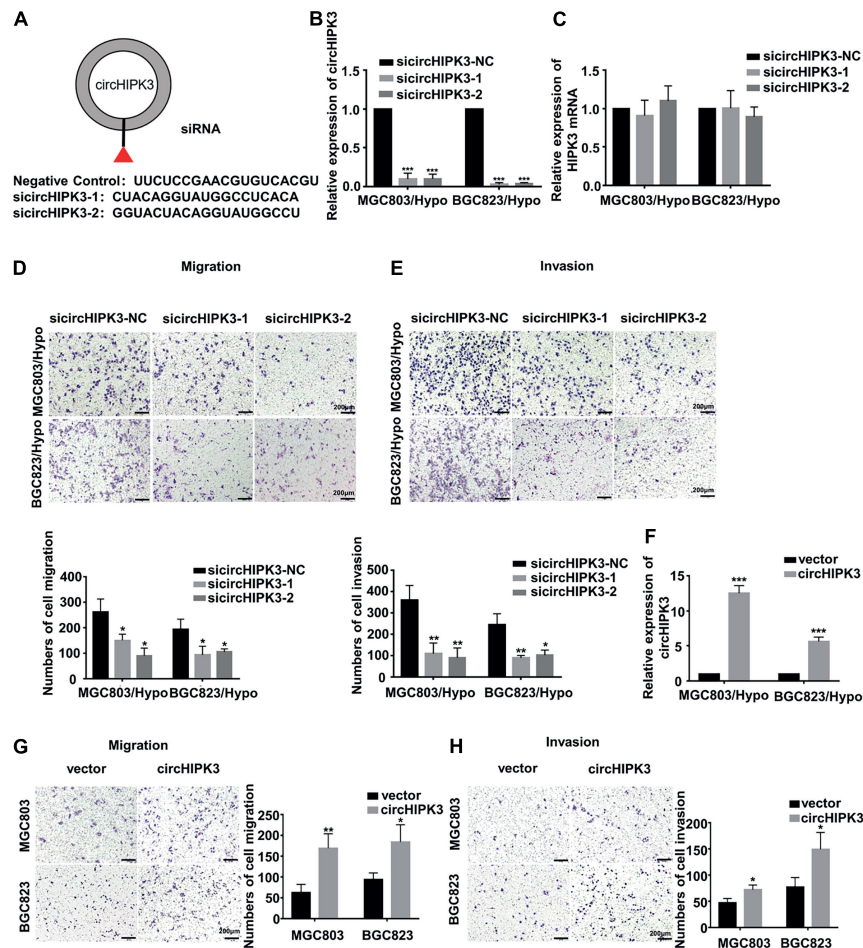 A
circHIPK3
siRNA
Negative Control: UUCUCCGAACGUGUCACGU
sicircHIPK3-1: CUACAGGUAUGGCCUCACA
sicircHIPK3-2: GGUACUACAGGUAUGGCCU
B
Relative expression of circHIPK3
sicircHIPK3-NC
sicircHIPK3-1
sicircHIPK3-2
1.5
1.0
0.5
0.0
*** *** *** ***
MGC803/Hypo BGC823/Hypo
C
Relative expression of
HIPK3 mRNA
sicircHIPK3-NC
sicircHIPK3-1
sicircHIPK3-2
1.5
1.0
0.5
0.0
MGC803/Hypo BGC823/Hypo
D
Migration
sicircHIPK3-NC sicircHIPK3-1 sicircHIPK3-2
MGC803/Hypo
200μm
BGC823/Hypo
200μm
Numbers of cell migration
sicircHIPK3-NC
sicircHIPK3-1
sicircHIPK3-2
400
300
200
100
0
* * * *
MGC803/Hypo BGC823/Hypo
E
Invasion
sicircHIPK3-NC sicircHIPK3-1 sicircHIPK3-2
MGC803/Hypo
200μm
BGC823/Hypo
200μm
Numbers of cell invasion
sicircHIPK3-NC
sicircHIPK3-1
sicircHIPK3-2
500
400
300
200
100
0
** ** ** *
MGC803/Hypo BGC823/Hypo
F
Relative expression of
circHIPK3
vector
circHIPK3
15
10
5
0
*** ***
MGC803/Hypo BGC823/Hypo
G
Migration
vector circHIPK3
MGC803
BGC823
200μm
Numbers of cell migration
vector
circHIPK3
250
200
150
100
50
0
** *
MGC803 BGC823
H
Invasion
vector circHIPK3
MGC803
BGC823
200μm
Numbers of cell invasion
vector
circHIPK3
200
150
100
50
0
* *
MGC803 BGC823